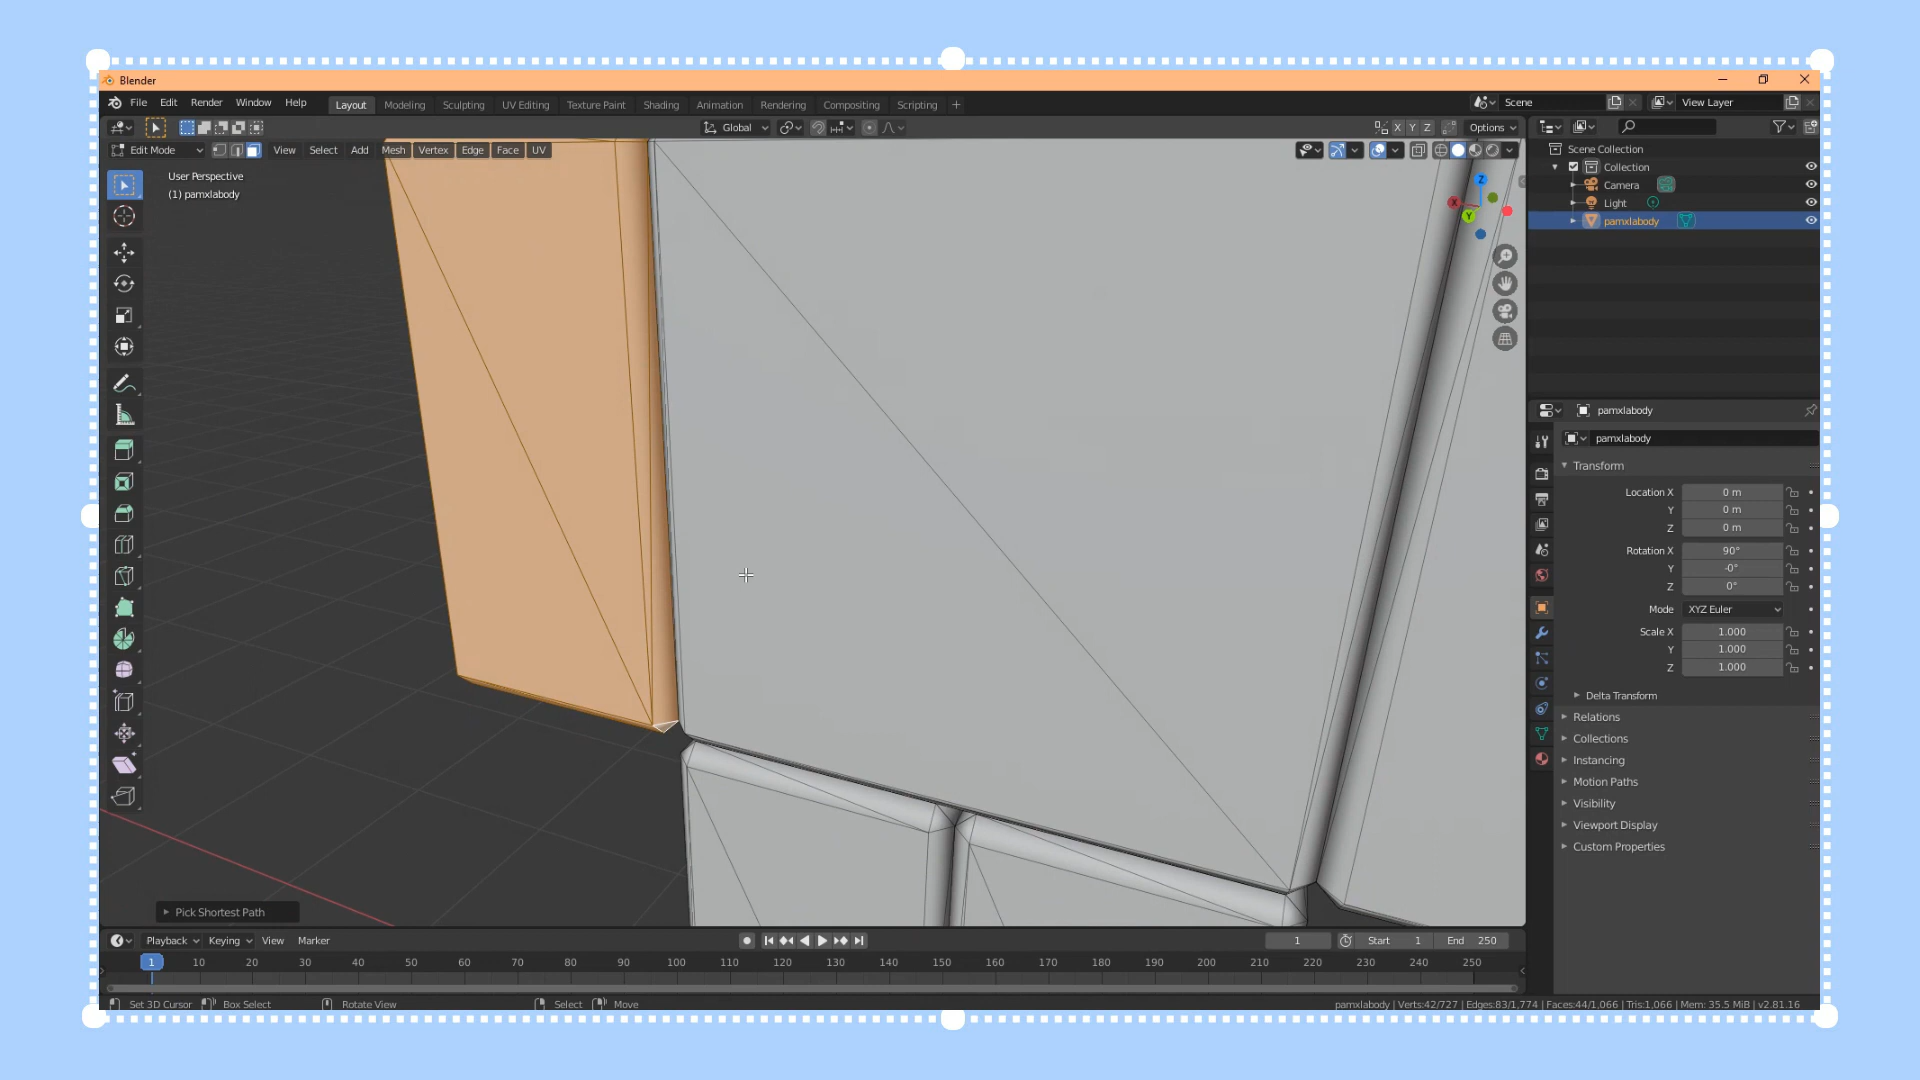 Blender
File Edit Render Window Help Layout Modeling Sculpting UV Editing Texture Paint Shading Animation Rendering Compositing Scripting + Scene View Layer
Global X Y Z Options
Edit Mode View Select Add Mesh Vertex Edge Face UV
User Perspective
(1) pamxlabody
Z
X
Y
Pick Shortest Path
Scene Collection
Collection
Camera
Light
pamxlabody
pamxlabody
pamxlabody
Transform
Location X 0 m
Y 0 m
Z 0 m
Rotation X 90°
Y -0°
Z 0°
Mode XYZ Euler
Scale X 1.000
Y 1.000
Z 1.000
Delta Transform
Relations
Collections
Instancing
Motion Paths
Visibility
Viewport Display
Custom Properties
Playback Keying View Marker 1 Start 1 End 250
1 10 20 30 40 50 60 70 80 90 100 110 120 130 140 150 160 170 180 190 200 210 220 230 240 250
Set 3D Cursor Box Select Rotate View Select Move pamxlabody | Verts:42/727 | Edges:83/1,774 | Faces:44/1,066 | Tris:1,066 | Mem: 35.5 MiB | v2.81.16